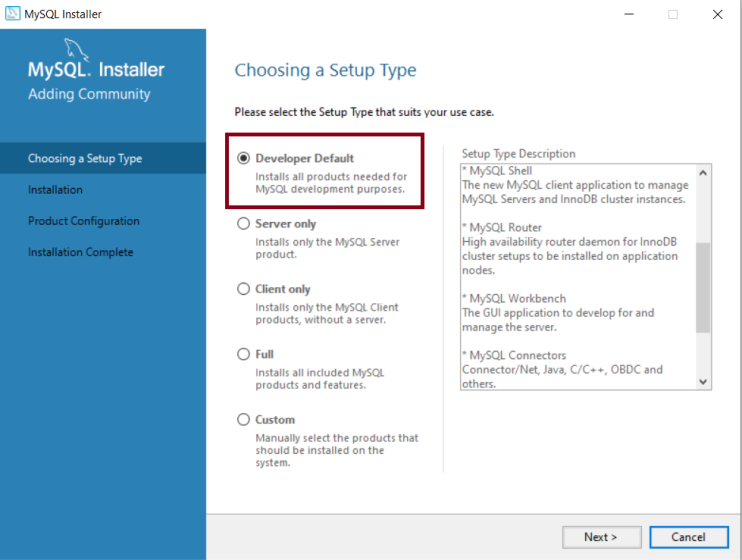 MySQL Installer
MySQL. Installer
Adding Community
Choosing a Setup Type
Installation
Product Configuration
Installation Complete
Choosing a Setup Type
Please select the Setup Type that suits your use case.
Developer Default
Installs all products needed for
MySQL development purposes.
Server only
Installs only the MySQL Server
product.
Client only
Installs only the MySQL Client
products, without a server.
Full
Installs all included MySQL
products and features.
Custom
Manually select the products that
should be installed on the
system.
Setup Type Description
* MySQL Shell
The new MySQL client application to manage
MySQL Servers and InnoDB cluster instances.
* MySQL Router
High availability router daemon for InnoDB
cluster setups to be installed on application
nodes.
* MySQL Workbench
The GUI application to develop for and
manage the server.
* MySQL Connectors
Connector/Net, Java, C/C++, OBDC and
others.
Next >
Cancel